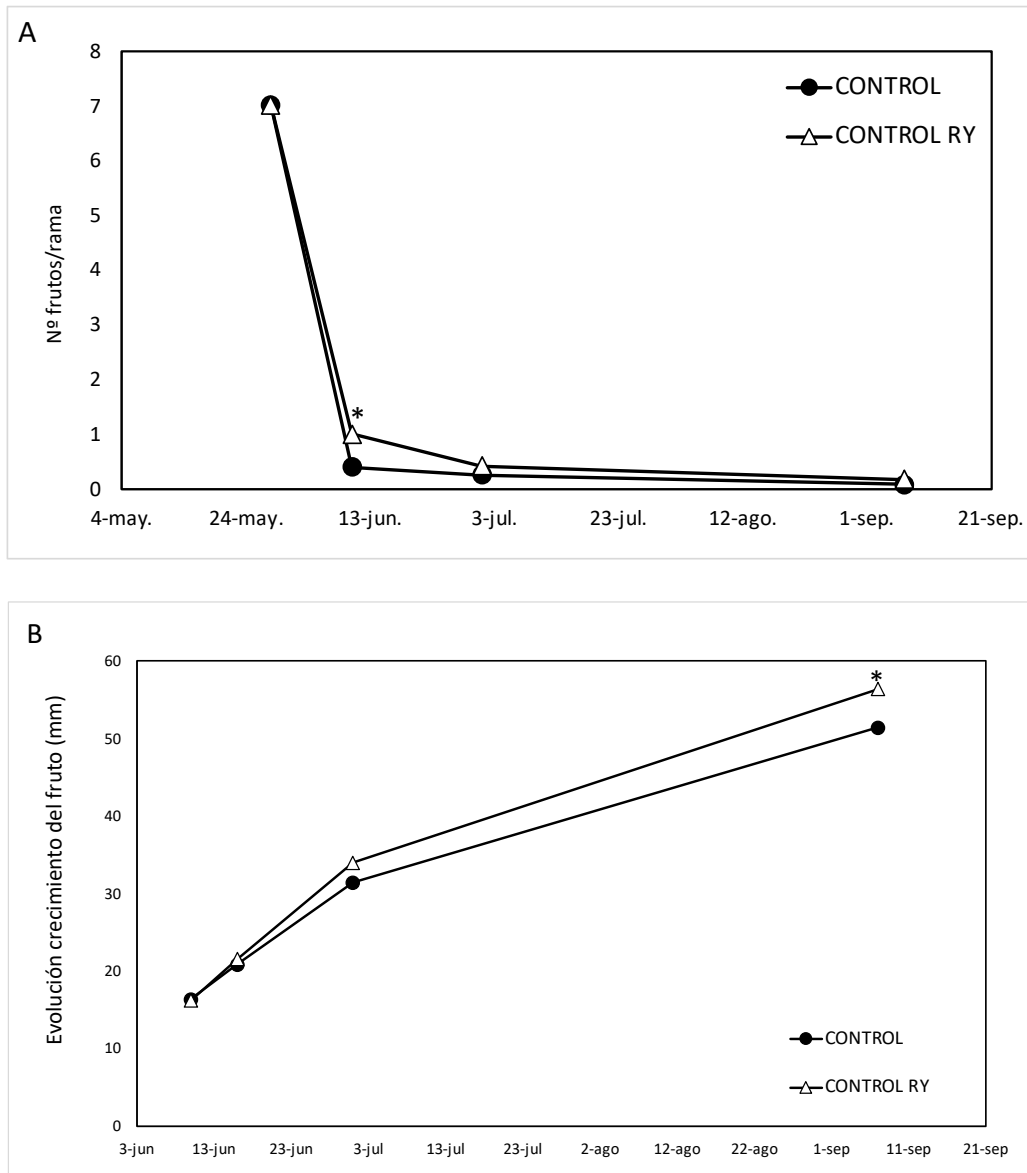 A
8
7
6
5
4
3
2
1
0
Nº frutos/rama
CONTROL
CONTROL RY
*
4-may. 24-may. 13-jun. 3-jul. 23-jul. 12-ago. 1-sep. 21-sep.
B
60
50
40
30
20
10
0
Evolución crecimiento del fruto (mm)
*
CONTROL
CONTROL RY
3-jun 13-jun 23-jun 3-jul 13-jul 23-jul 2-ago 12-ago 22-ago 1-sep 11-sep 21-sep